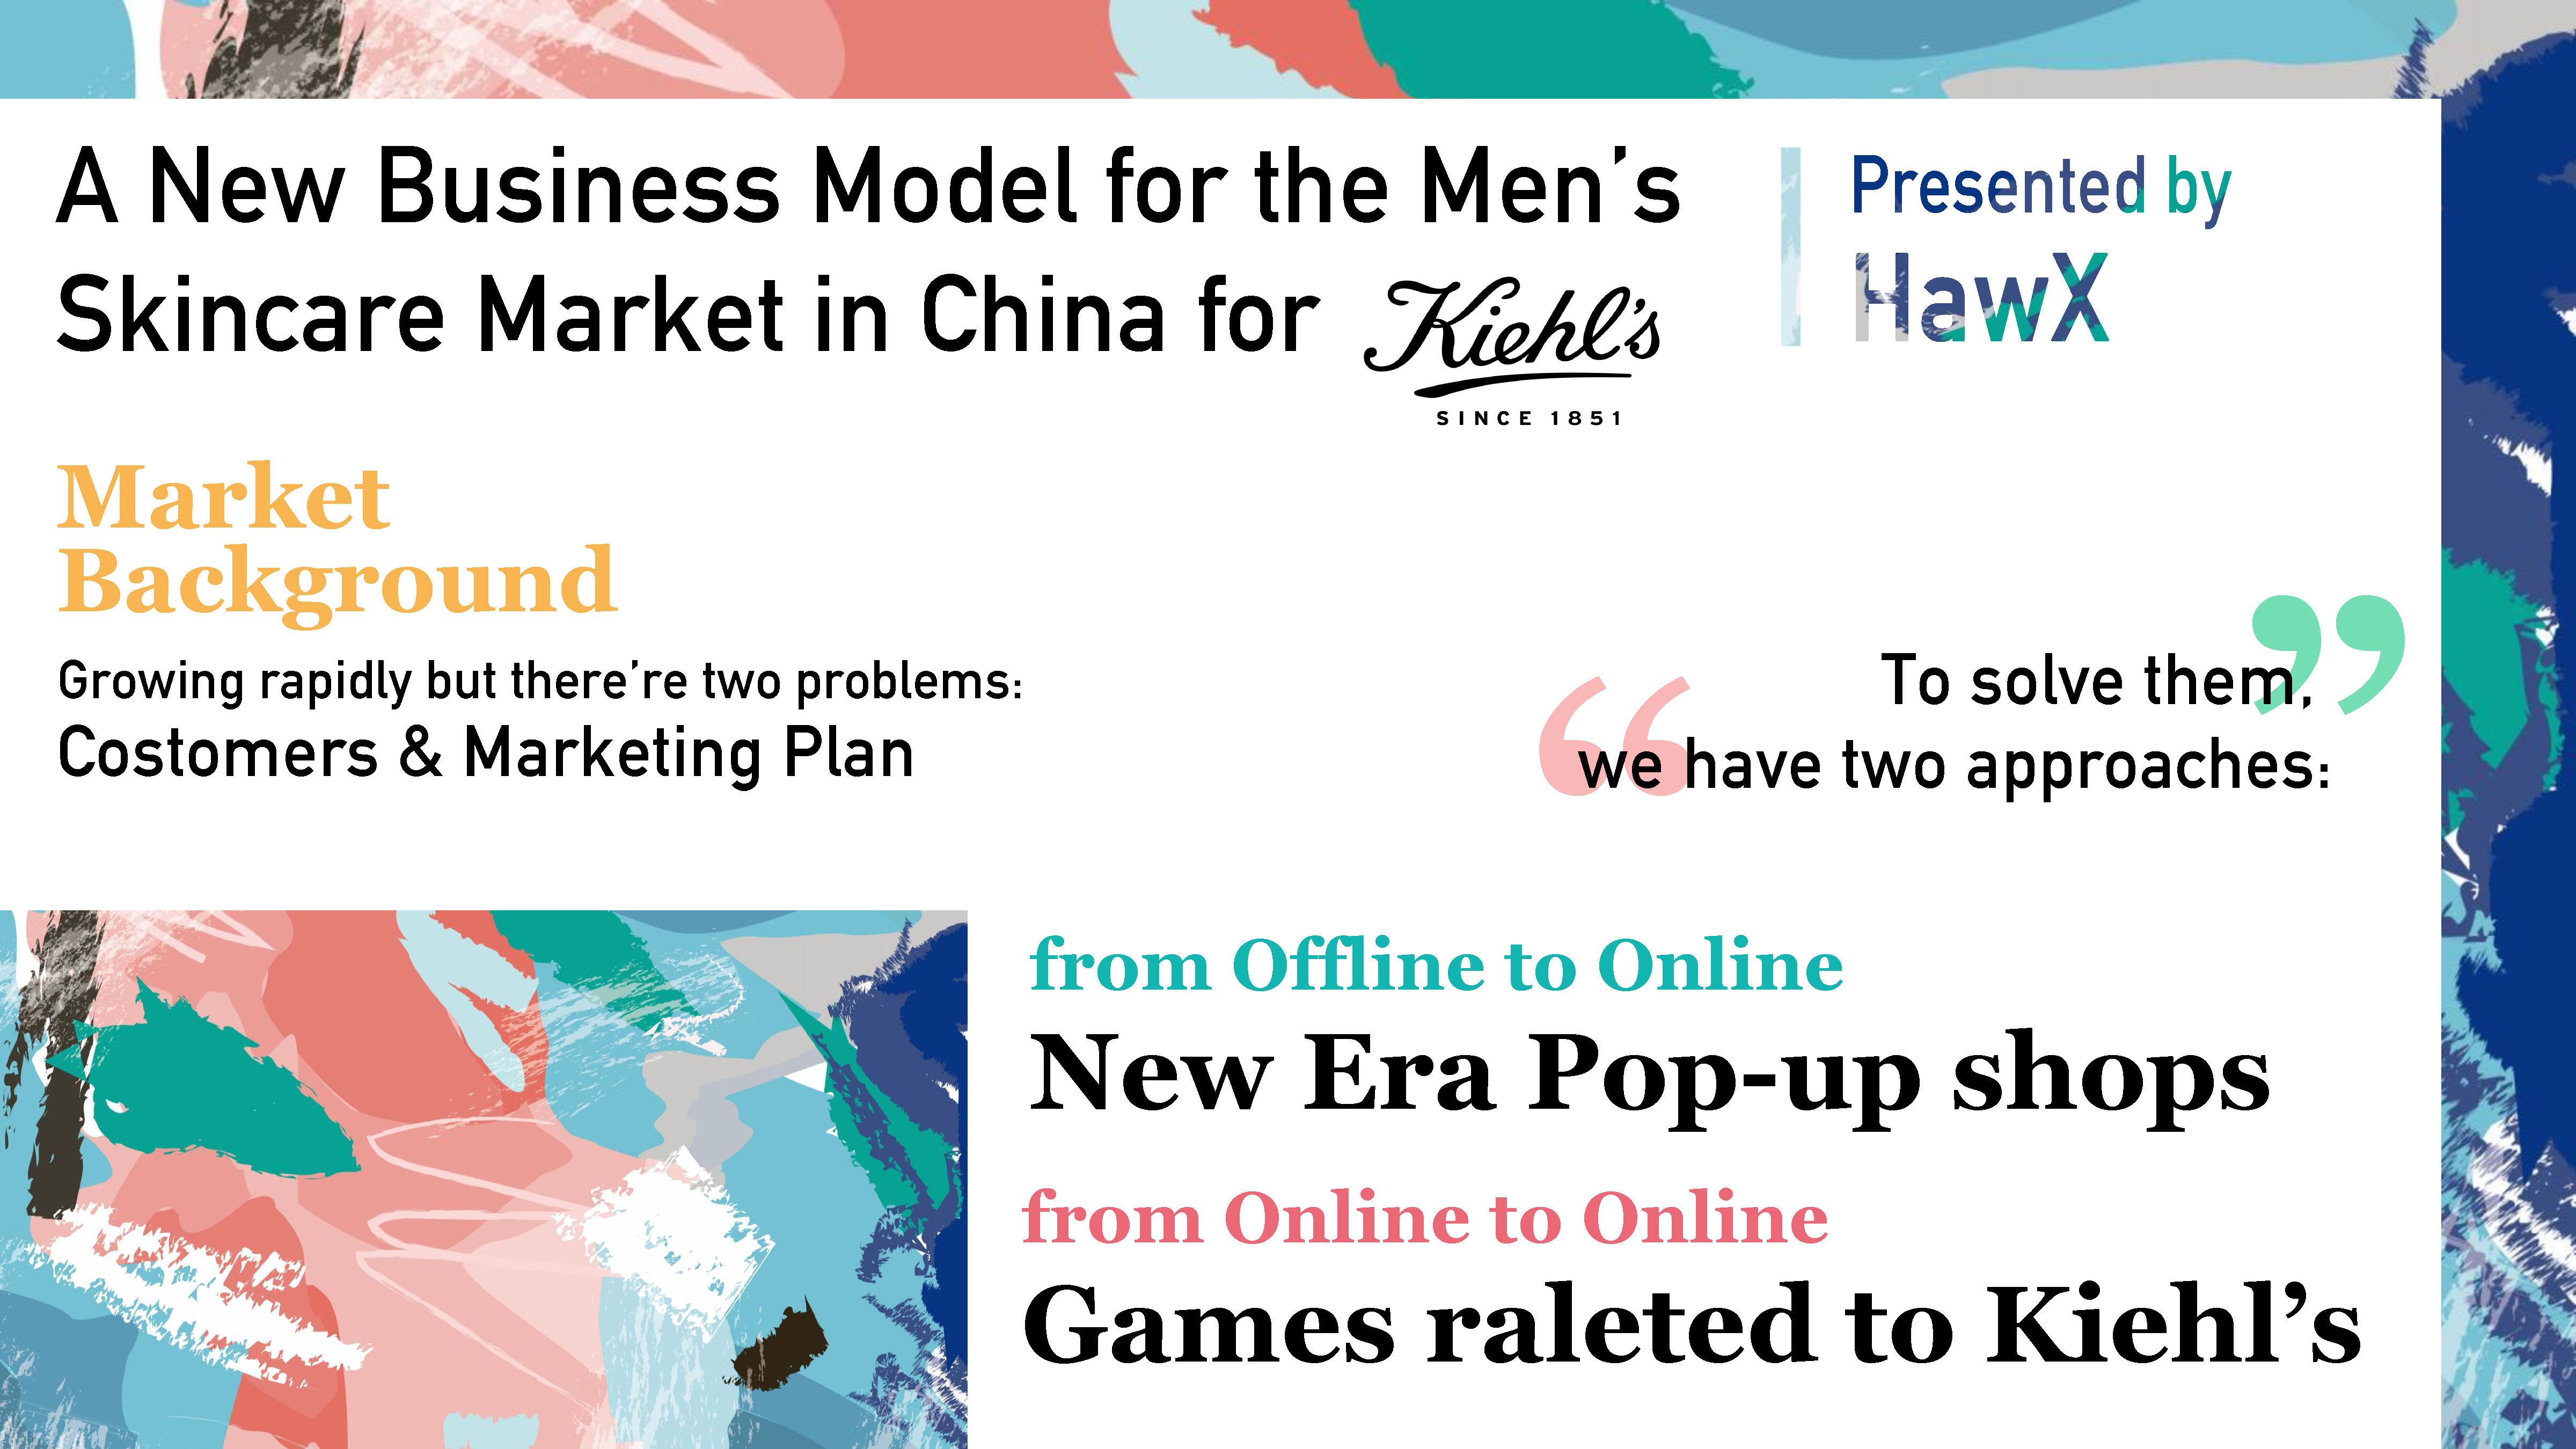 A New Business Model for the Men’s
Skincare Market in China for Kiehl’s
SINCE 1851
Presented by
HawX
Market
Background
Growing rapidly but there’re two problems:
Costomers & Marketing Plan
“ To solve them, ”
we have two approaches:
from Offline to Online
New Era Pop-up shops
from Online to Online
Games raleted to Kiehl’s